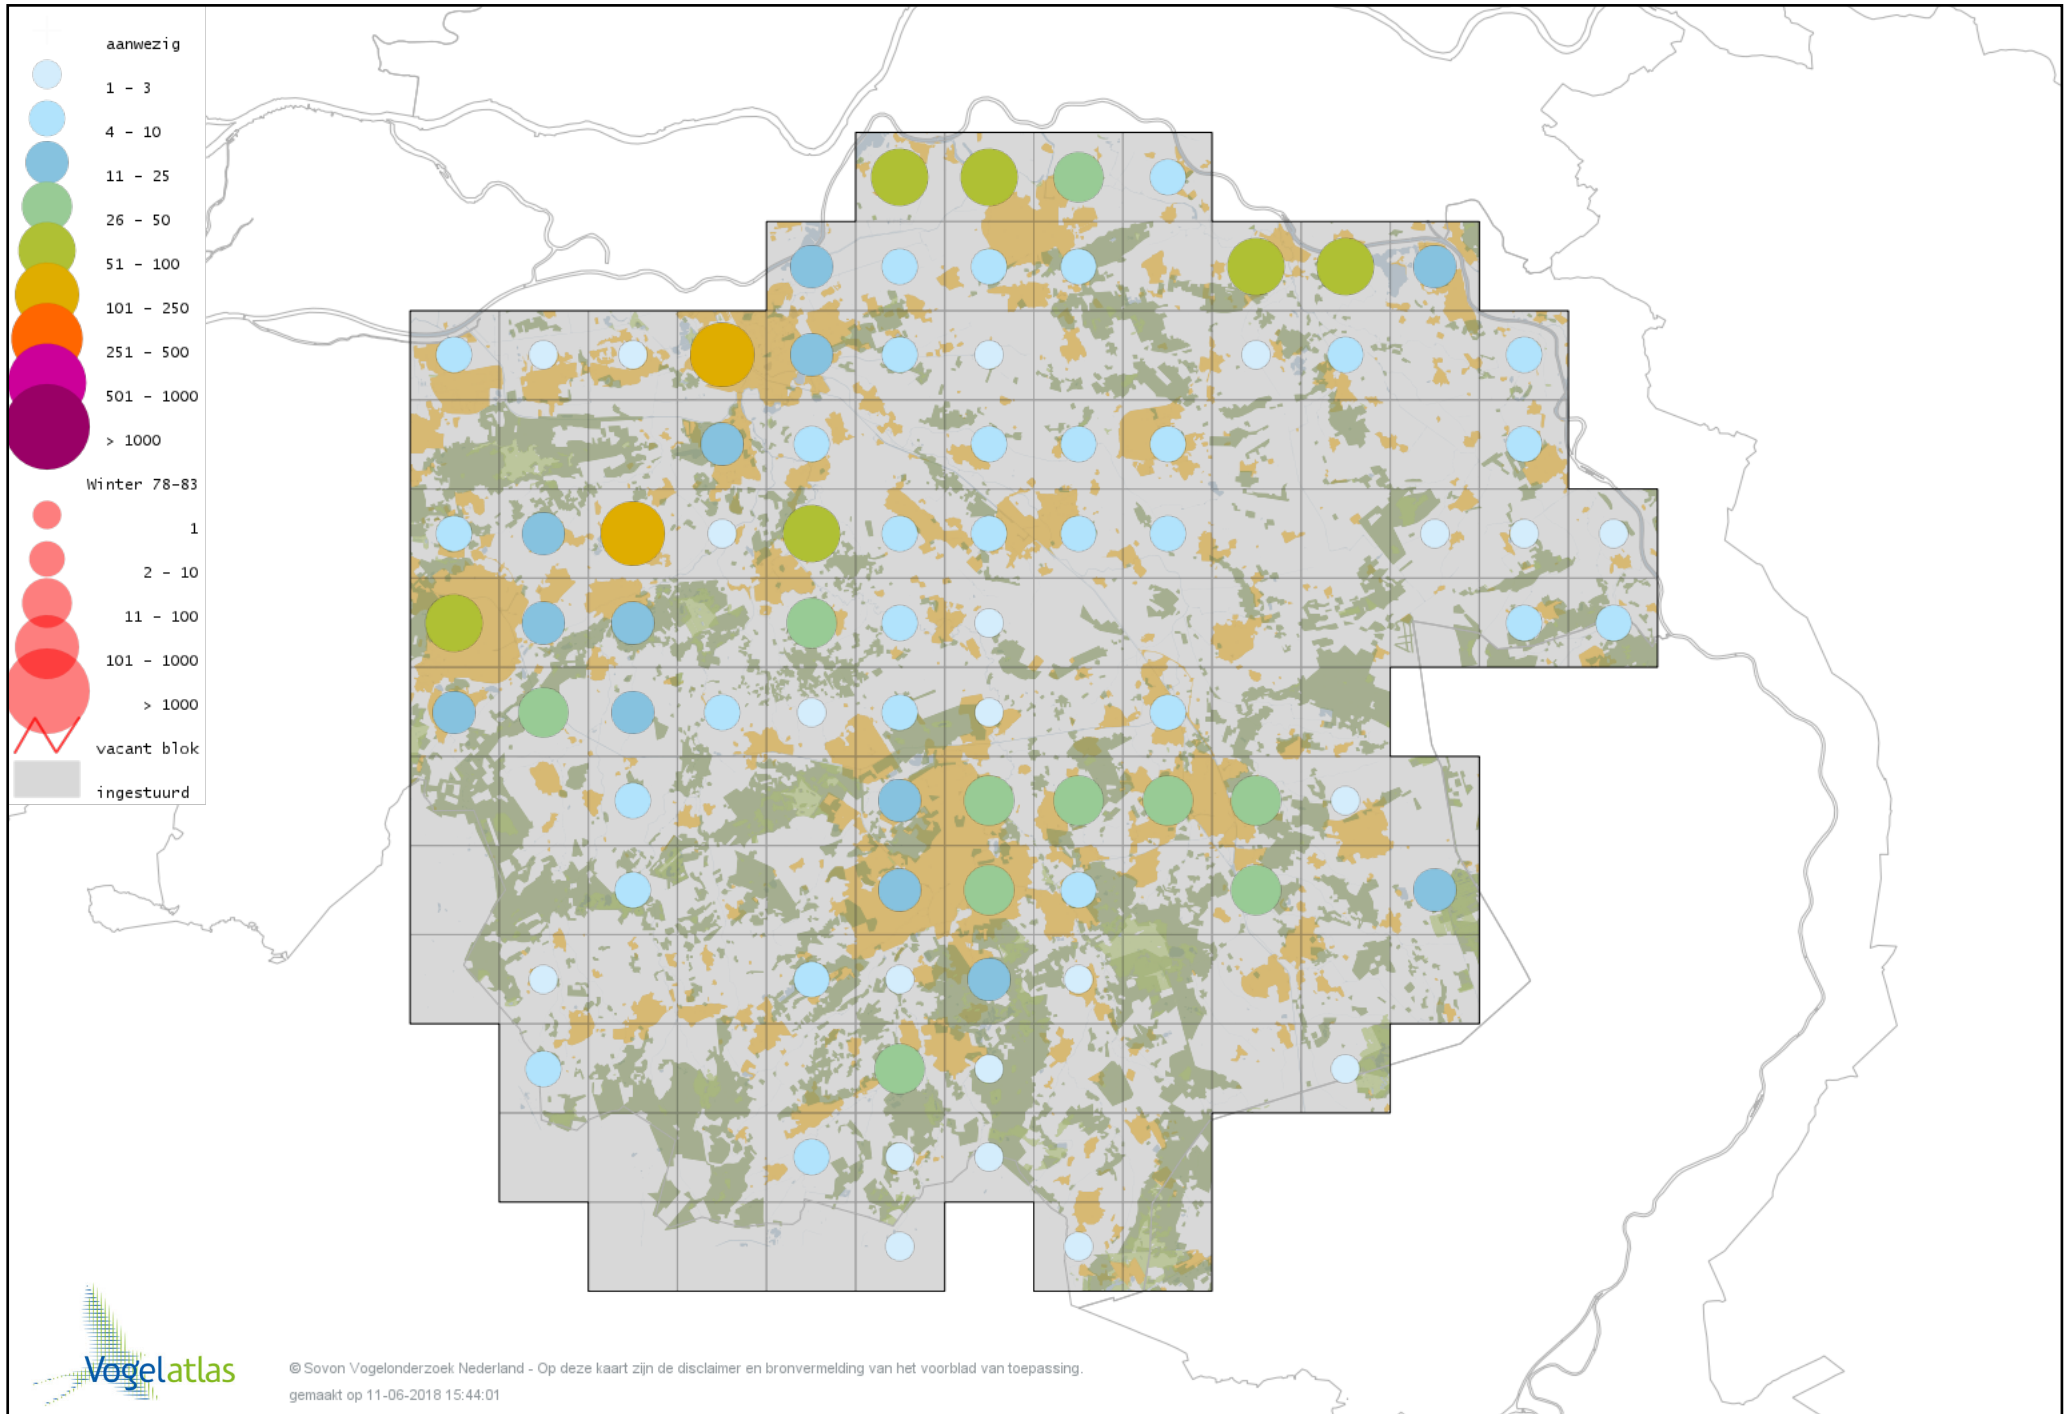 aanwezig
1 - 3
4 - 10
11 - 25
26 - 50
51 - 100
101 - 250
251 - 500
501 - 1000
> 1000
Winter 78-83
1
2 - 10
11 - 100
101 - 1000
> 1000
vacant blok
ingestuurd
Vogelatlas
© Sovon Vogelonderzoek Nederland - Op deze kaart zijn de disclaimer en bronvermelding van het voorblad van toepassing.
gemaakt op 11-06-2018 15:44:01